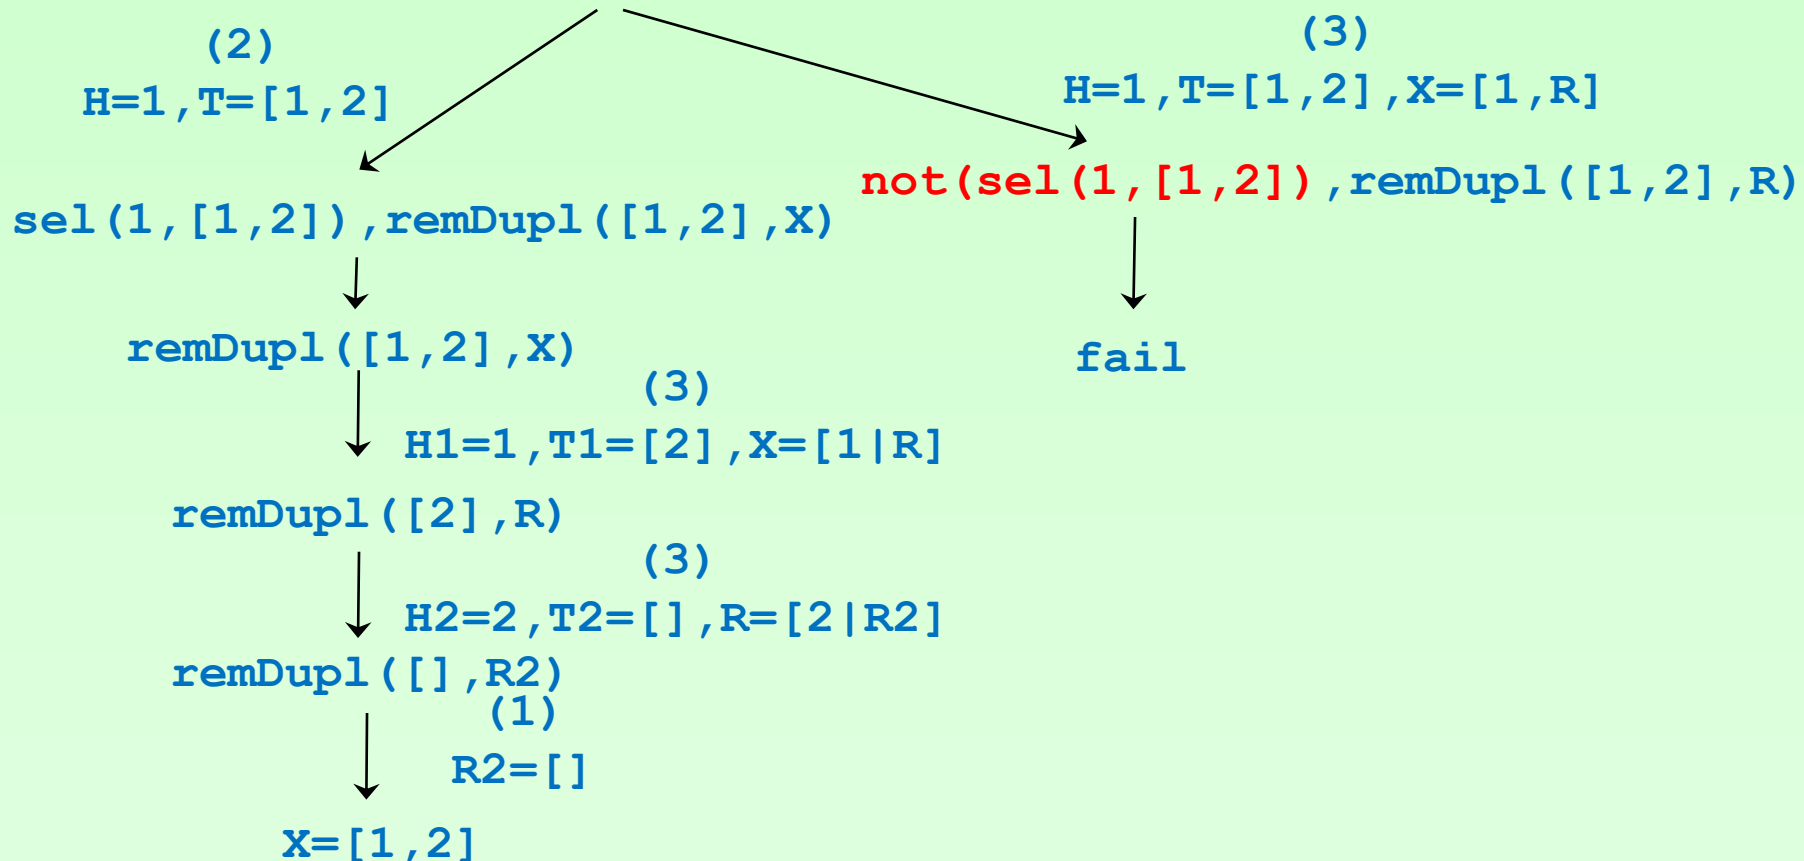 (2)
H=1,T=[1,2]
sel(1,[1,2]),remDupl([1,2],X)
remDupl([1,2],X)
(3)
H1=1,T1=[2],X=[1|R]
remDupl([2],R)
(3)
H2=2,T2=[],R=[2|R2]
remDupl([],R2)
(1)
R2=[]
X=[1,2]
(3)
H=1,T=[1,2],X=[1,R]
not(sel(1,[1,2]),remDupl([1,2],R)
fail